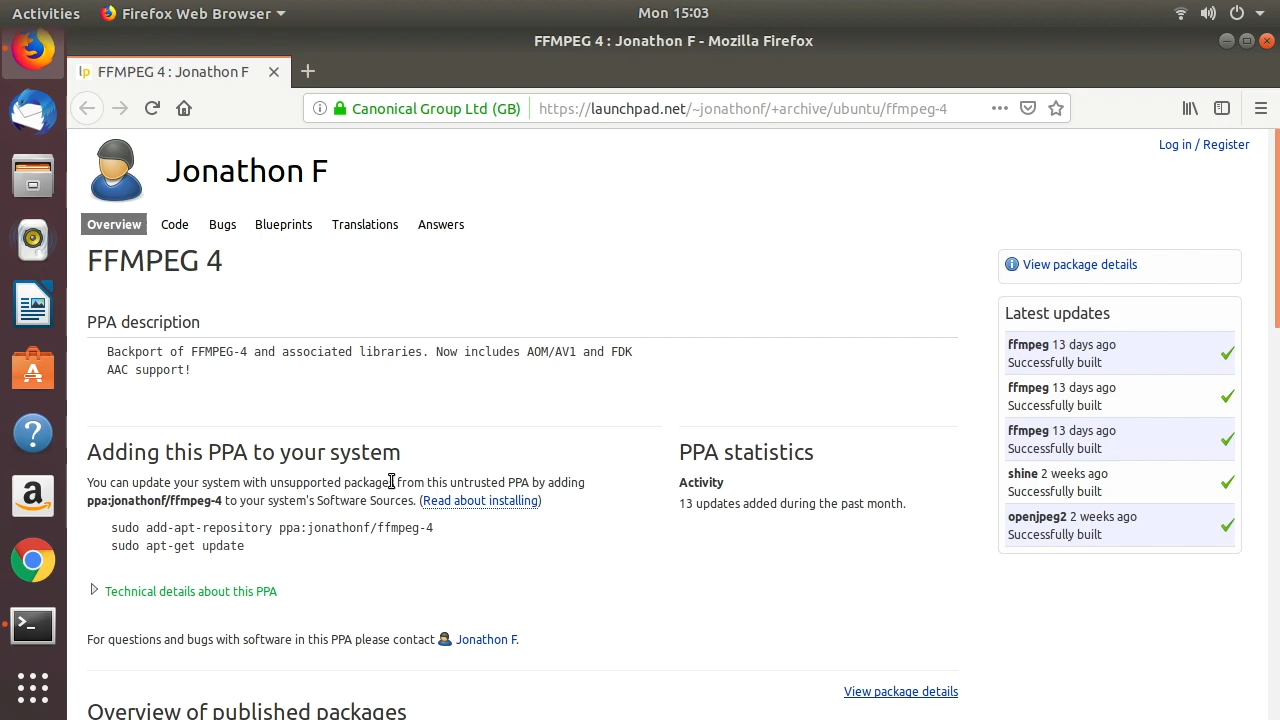 Activities Firefox Web Browser Mon 15:03
FFMPEG 4 : Jonathon F - Mozilla Firefox
lp FFMPEG 4 : Jonathon F
Canonical Group Ltd (GB) https://launchpad.net/~jonathonf/+archive/ubuntu/ffmpeg-4
Log in / Register
Jonathon F
Overview Code Bugs Blueprints Translations Answers
FFMPEG 4
PPA description
Backport of FFMPEG-4 and associated libraries. Now includes AOM/AV1 and FDK
AAC support!
Adding this PPA to your system
You can update your system with unsupported packages from this untrusted PPA by adding
ppa:jonathonf/ffmpeg-4 to your system's Software Sources. (Read about installing)
sudo add-apt-repository ppa:jonathonf/ffmpeg-4
sudo apt-get update
Technical details about this PPA
For questions and bugs with software in this PPA please contact Jonathon F.
PPA statistics
Activity
13 updates added during the past month.
View package details
Overview of published packages
View package details
Latest updates
ffmpeg 13 days ago
Successfully built
ffmpeg 13 days ago
Successfully built
ffmpeg 13 days ago
Successfully built
shine 2 weeks ago
Successfully built
openjpeg2 2 weeks ago
Successfully built